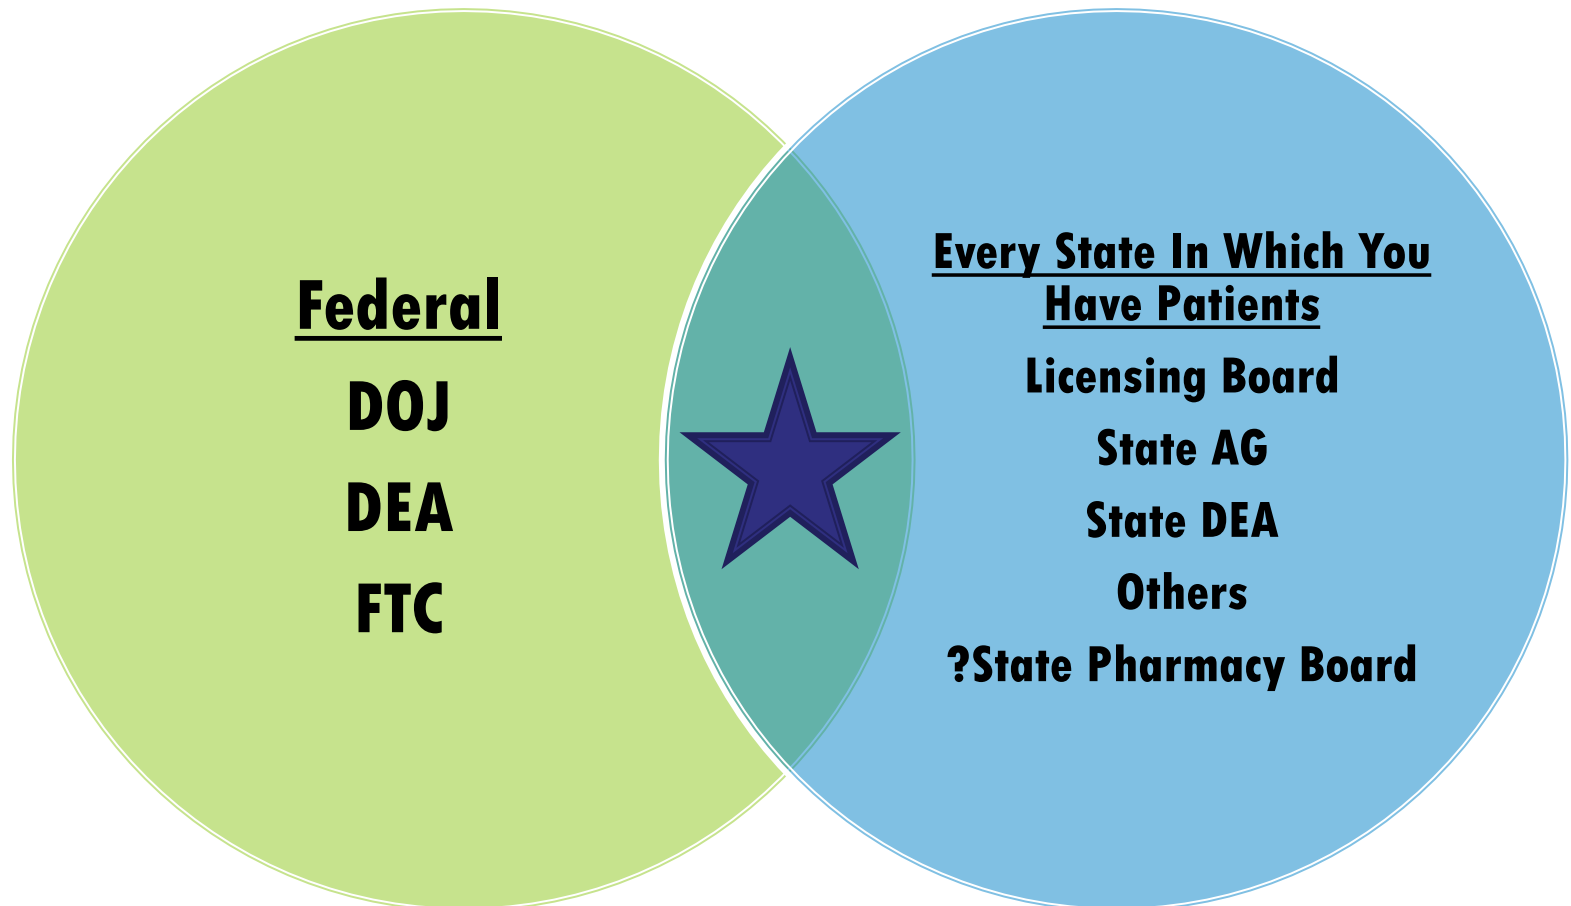 Federal
DOJ
DEA
FTC
Every State In Which You
Have Patients
Licensing Board
State AG
State DEA
Others
?State Pharmacy Board